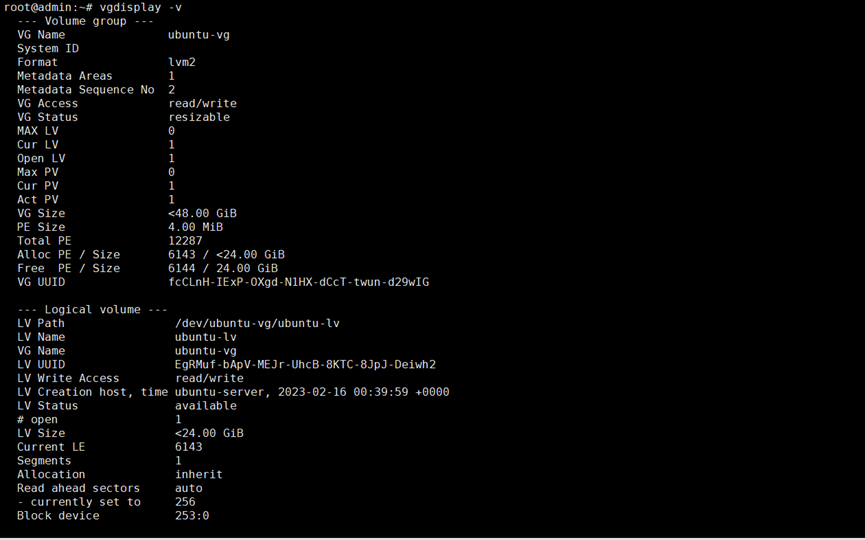 root@admin:~# vgdisplay -v
--- Volume group ---
VG Name ubuntu-vg
System ID
Format lvm2
Metadata Areas 1
Metadata Sequence No 2
VG Access read/write
VG Status resizable
MAX LV 0
Cur LV 1
Open LV 1
Max PV 0
Cur PV 1
Act PV 1
VG Size <48.00 GiB
PE Size 4.00 MiB
Total PE 12287
Alloc PE / Size 6143 / <24.00 GiB
Free PE / Size 6144 / 24.00 GiB
VG UUID fcCLnH-IExP-OXgd-N1HX-dCcT-twun-d29wIG
--- Logical volume ---
LV Path /dev/ubuntu-vg/ubuntu-lv
LV Name ubuntu-lv
VG Name ubuntu-vg
LV UUID EgRMuf-bApV-MEJr-UhcB-8KTC-8JpJ-Deiwh2
LV Write Access read/write
LV Creation host, time ubuntu-server, 2023-02-16 00:39:59 +0000
LV Status available
# open 1
LV Size <24.00 GiB
Current LE 6143
Segments 1
Allocation inherit
Read ahead sectors auto
- currently set to 256
Block device 253:0